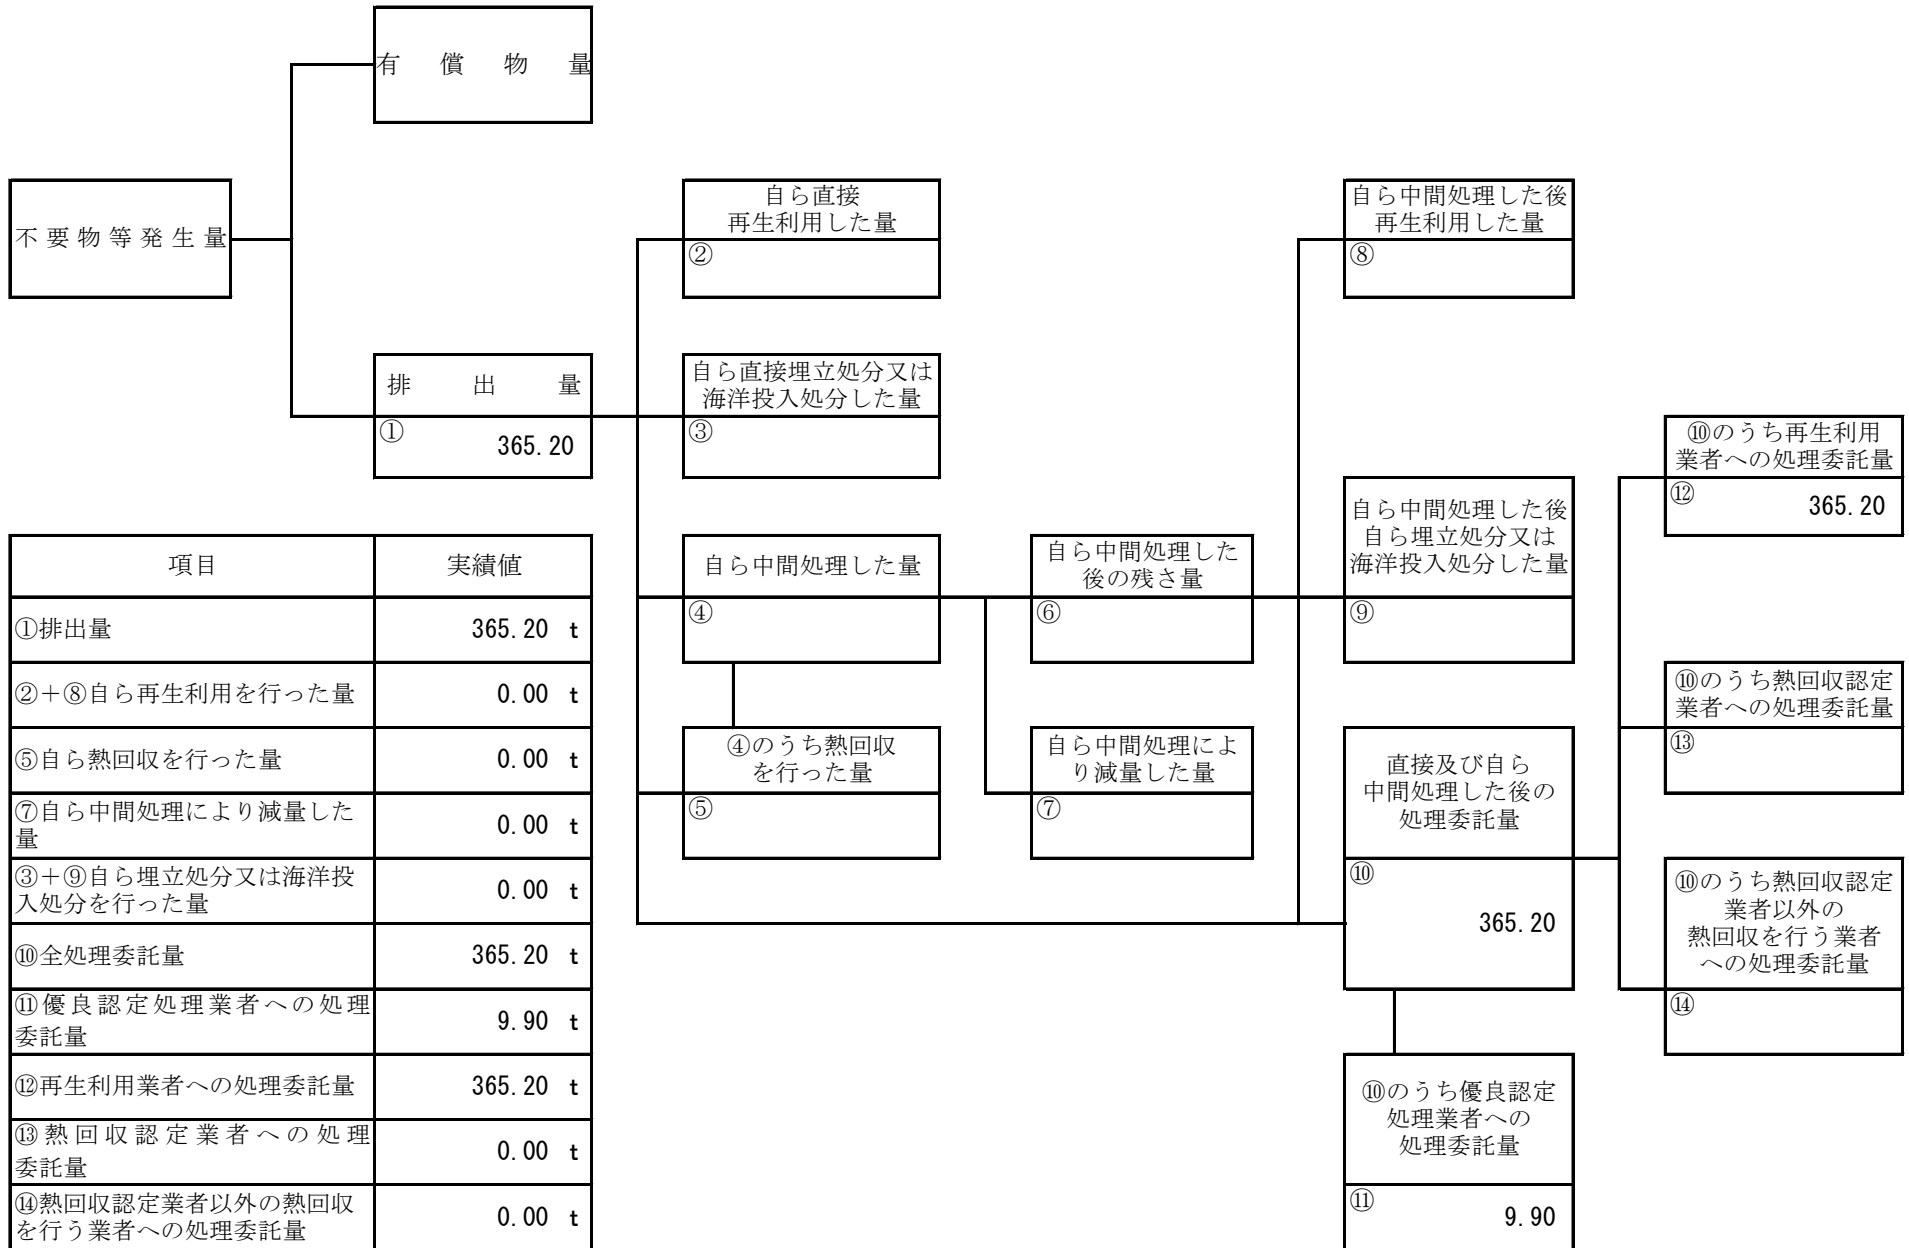 有償物量
不要物等発生量
自ら直接
再生利用した量
②
自ら中間処理した後
再生利用した量
⑧
排出量
①
365.20
自ら直接埋立処分又は
海洋投入処分した量
③
⑩のうち再生利用
業者への処理委託量
⑫
365.20
自ら中間処理した量
④
自ら中間処理した
後の残さ量
⑥
自ら中間処理した後
自ら埋立処分又は
海洋投入処分した量
⑨
⑩のうち熱回収認定
業者への処理委託量
⑬
④のうち熱回収
を行った量
⑤
自ら中間処理によ
り減量した量
⑦
直接及び自ら
中間処理した後の
処理委託量
⑩
365.20
⑩のうち熱回収認定
業者以外の
熱回収を行う業者
への処理委託量
⑭
⑩のうち優良認定
処理業者への
処理委託量
⑪
9.90
項目 実績値
①排出量 365.20 t
②＋⑧自ら再生利用を行った量 0.00 t
⑤自ら熱回収を行った量 0.00 t
⑦自ら中間処理により減量した
量 0.00 t
③＋⑨自ら埋立処分又は海洋投
入処分を行った量 0.00 t
⑩全処理委託量 365.20 t
⑪優良認定処理業者への処理
委託量 9.90 t
⑫再生利用業者への処理委託量 365.20 t
⑬熱回収認定業者への処理
委託量 0.00 t
⑭熱回収認定業者以外の熱回収
を行う業者への処理委託量 0.00 t